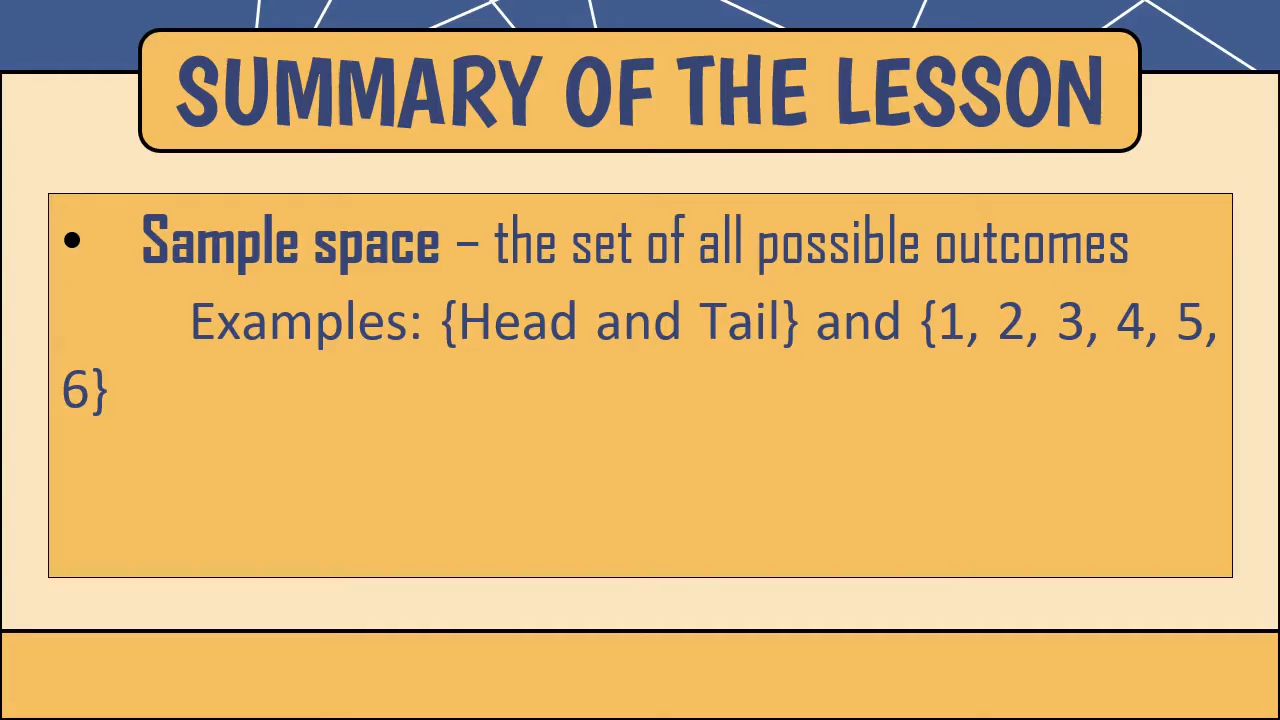 SUMMARY OF THE LESSON
• Sample space – the set of all possible outcomes
Examples: {Head and Tail} and {1, 2, 3, 4, 5,
6}